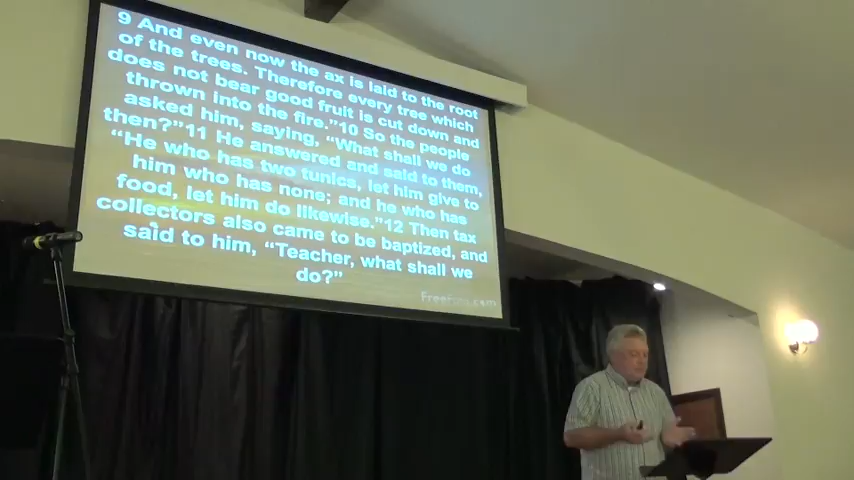 9 And even now the ax is laid to the root
of the trees. Therefore every tree which
does not bear good fruit is cut down and
thrown into the fire."10 So the people
asked him, saying, "What shall we do
then?"11 He answered and said to them,
"He who has two tunics, let him give to
him who has none; and he who has
food, let him do likewise."12 Then tax
collectors also came to be baptized, and
said to him, "Teacher, what shall we
do?"